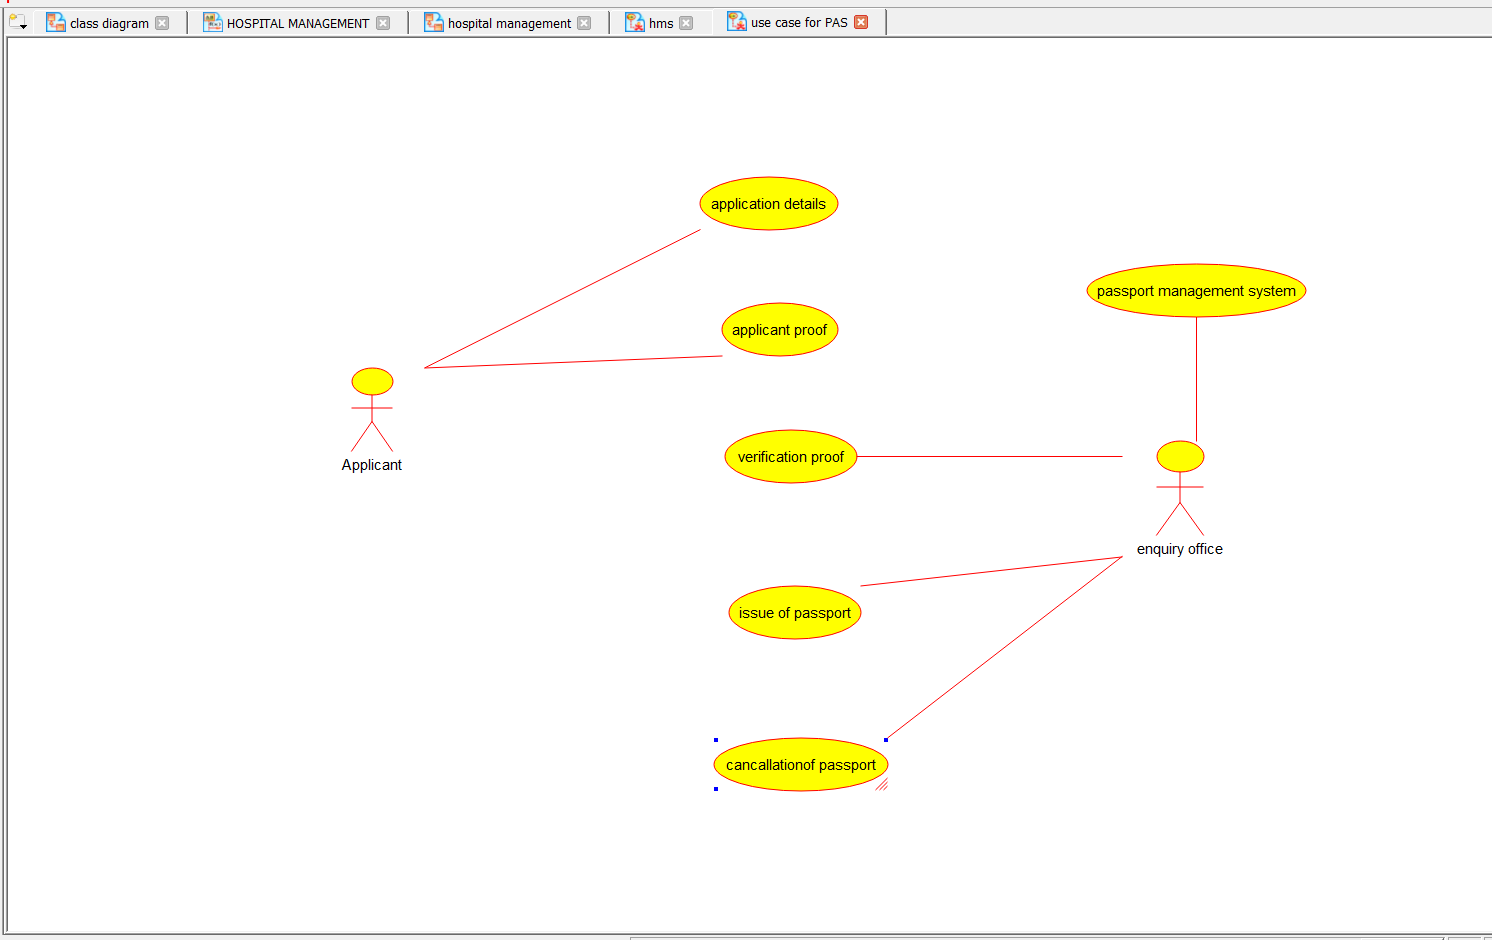 class diagram
HOSPITAL MANAGEMENT
hospital management
hms
use case for PAS
application details
passport management system
applicant proof
Applicant
verification proof
enquiry office
issue of passport
cancallationof passport